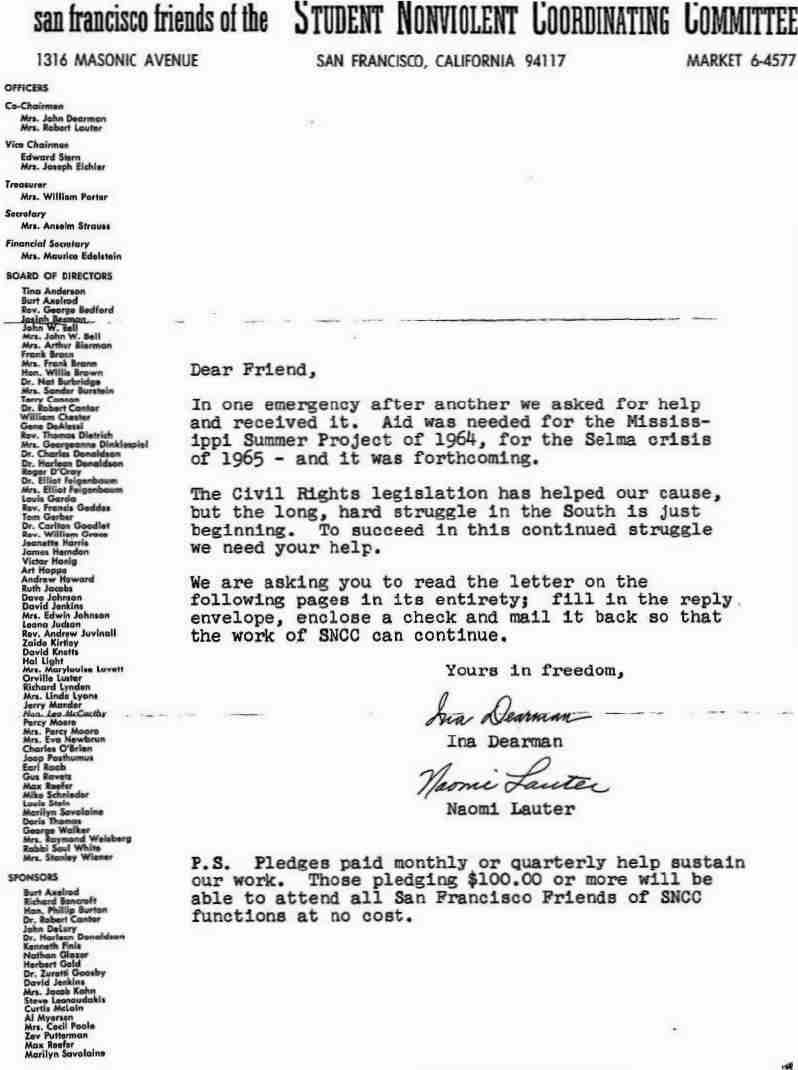 san francisco friends of the STUDENT NONVIOLENT COORDINATING COMMITTEE
1316 MASONIC AVENUE SAN FRANCISCO, CALIFORNIA 94117 MARKET 6-4577
OFFICERS
Co-Chairmen
Mrs. John Dearman
Mrs. Robert Lauter
Vice Chairmen
Edward Stern
Mrs. Joseph Eichler
Treasurer
Mrs. William Porter
Secretary
Mrs. Anselm Strauss
Financial Secretary
Mrs. Maurice Edelstein
BOARD OF DIRECTORS
Tina Anderson
Burt Axelrod
Rev. George Bedford
Joseph Beeman
John W. Bell
Mrs. John W. Bell
Mrs. Arthur Bierman
Frank Brann
Mrs. Frank Brann
Hon. Willie Brown
Dr. Nat Burbridge
Mrs. Sandor Burstein
Terry Cannon
Dr. Robert Cantor
William Chester
Gene DeAlessi
Rev. Thomas Dietrich
Mrs. Georgeanne Dinklespiel
Dr. Charles Donaldson
Dr. Harlean Donaldson
Roger D'Oray
Dr. Elliot Feigenbaum
Mrs. Elliot Feigenbaum
Louis Garcia
Rev. Francis Geddes
Tom Gerber
Dr. Carlton Goodlet
Rev. William Grace
Jeanette Harris
James Herndon
Victor Honig
Art Hoppe
Andrew Howard
Ruth Jacobs
Dave Johnson
David Jenkins
Mrs. Edwin Johnson
Leona Judson
Rev. Andrew Juvinall
Zaide Kirtley
David Knotts
Hal Light
Mrs. Marylouise Lovett
Orville Luster
Richard Lynden
Mrs. Linda Lyons
Jerry Mander
Hon. Leo McCarthy
Percy Moore
Mrs. Percy Moore
Mrs. Eva Newbrun
Charles O'Brien
Jaap Posthumus
Earl Raab
Gus Ravetz
Max Reefer
Mike Schnieder
Louis Stein
Marilyn Savolaine
Doris Thomas
George Walker
Mrs. Raymond Weisberg
Rabbi Saul White
Mrs. Stanley Wiener
SPONSORS
Burt Axelrod
Richard Bancroft
Hon. Phillip Burton
Dr. Robert Cantor
John DeLury
Dr. Harlean Donaldson
Kenneth Finis
Nathan Glazer
Herbert Gold
Dr. Zuretti Goosby
David Jenkins
Mrs. Jacob Kahn
Steve Leonoudakis
Curtis McLain
Al Myerson
Mrs. Cecil Poole
Zev Putterman
Max Reefer
Marilyn Savolaine
Dear Friend,
In one emergency after another we asked for help
and received it. Aid was needed for the Mississ-
ippi Summer Project of 1964, for the Selma crisis
of 1965 - and it was forthcoming.
The Civil Rights legislation has helped our cause,
but the long, hard struggle in the South is just
beginning. To succeed in this continued struggle
we need your help.
We are asking you to read the letter on the
following pages in its entirety; fill in the reply
envelope, enclose a check and mail it back so that
the work of SNCC can continue.
Yours in freedom,
Ina Dearman
Ina Dearman
Naomi Lauter
Naomi Lauter
P.S. Pledges paid monthly or quarterly help sustain
our work. Those pledging $100.00 or more will be
able to attend all San Francisco Friends of SNCC
functions at no cost.